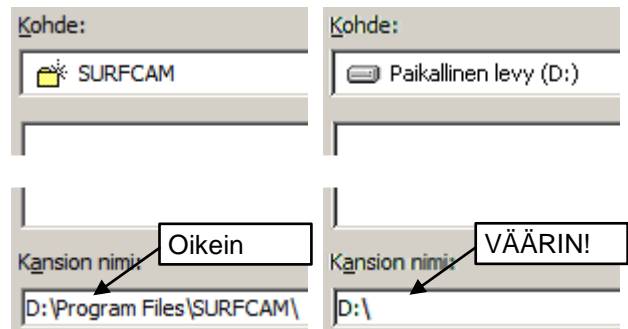 Kohde:
SURFCAM
Oikein
Kansion nimi:
D:\Program Files\SURFCAM\
Kohde:
Paikallinen levy (D:)
VÄÄRIN!
Kansion nimi:
D:\